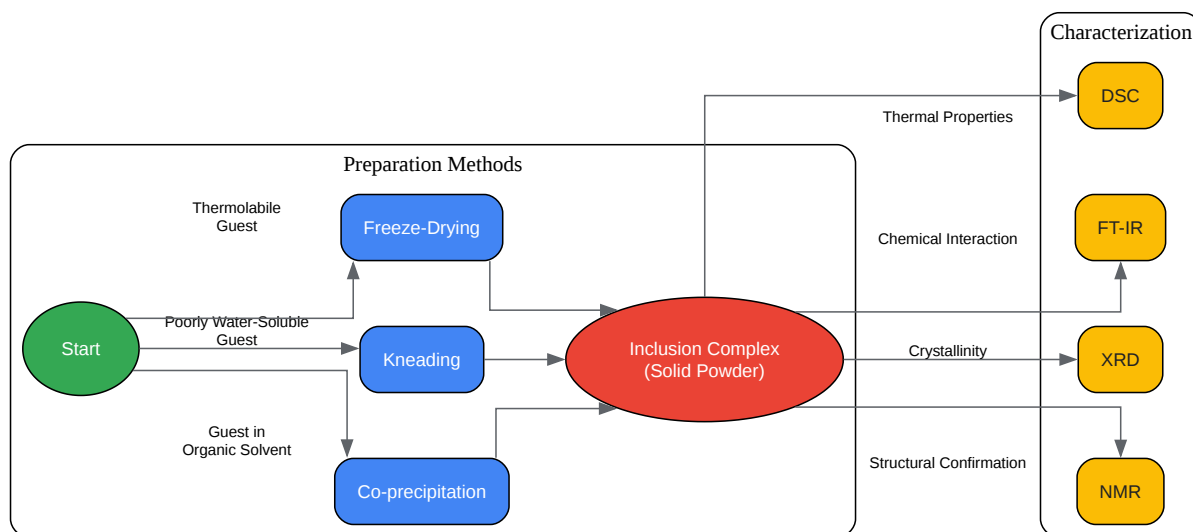 Characterization
DSC
Thermal Properties
Preparation Methods
Thermolabile
Guest
Freeze-Drying
Chemical Interaction
FT-IR
Start
Poorly Water-Soluble
Guest
Kneading
Inclusion Complex
(Solid Powder)
Crystallinity
XRD
Guest in
Organic Solvent
Co-precipitation
Structural Confirmation
NMR